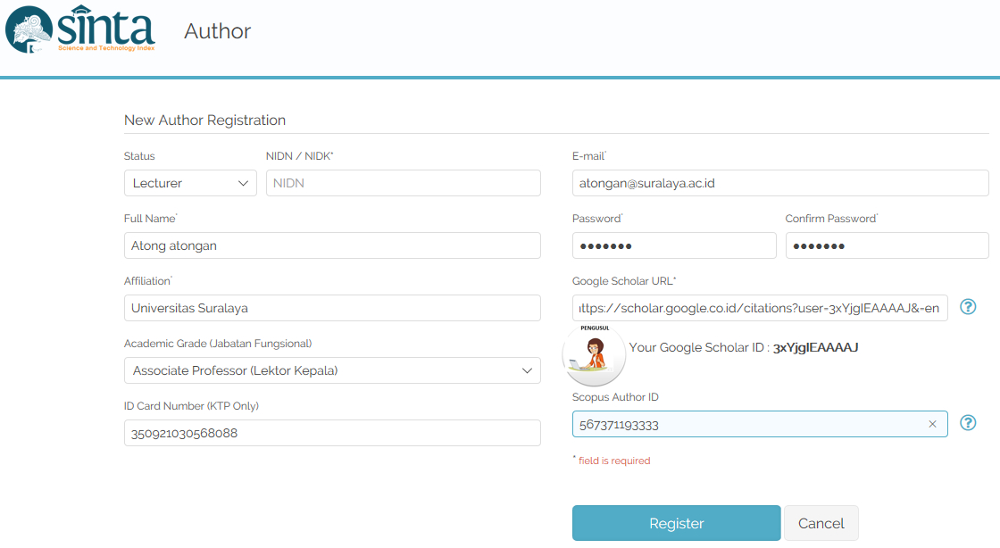 sinta
Science and Technology Index
Author
New Author Registration
Status
NIDN / NIDK*
Lecturer
NIDN
Full Name*
Atong atongan
Affiliation*
Universitas Suralaya
Academic Grade (Jabatan Fungsional)
Associate Professor (Lektor Kepala)
ID Card Number (KTP Only)
350921030568088
E-mail*
atongan@suralaya.ac.id
Password*
Confirm Password*
•••••••
•••••••
Google Scholar URL*
ttps://scholar.google.co.id/citations?user=3xYjgIEAAAAJ&=en
?
PENGUSUL
Your Google Scholar ID : 3xYjgIEAAAAJ
Scopus Author ID
567371193333
×
?
* field is required
Register
Cancel